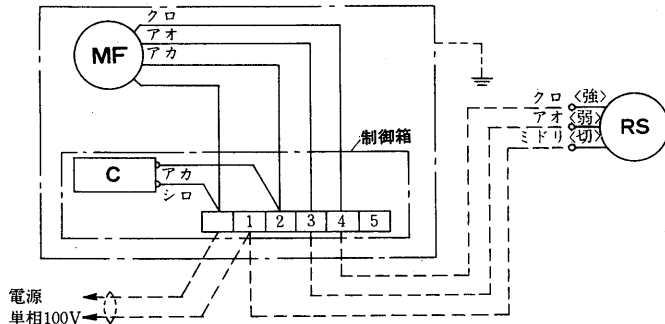 クロ
アオ
アカ
MF
制御箱
C
アカ
シロ
1 2 3 4 5
クロ〈強〉
アオ〈弱〉
ミドリ〈切〉
RS
電源
単相100V